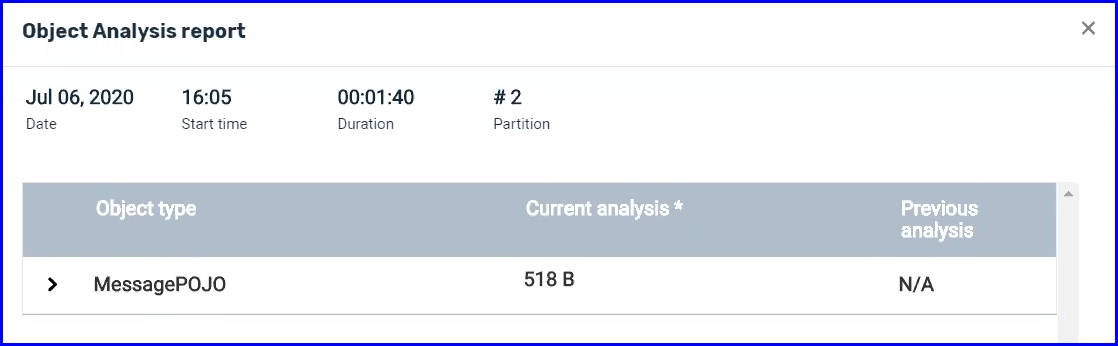 Object Analysis report
Jul 06, 2020 16:05 00:01:40 # 2
Date Start time Duration Partition
Object type Current analysis * Previous analysis
MessagePOJO 518 B N/A